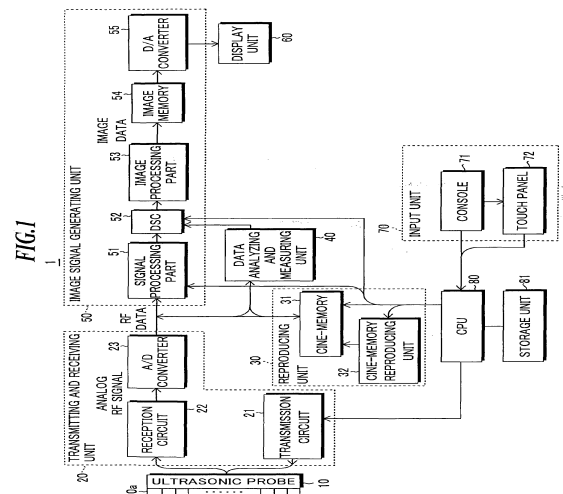 FIG.1
1
IMAGE SIGNAL GENERATING UNIT
50
SIGNAL PROCESSING PART
51
DSC
52
IMAGE PROCESSING PART
53
IMAGE DATA
IMAGE MEMORY
54
D/A CONVERTER
55
DISPLAY UNIT
60
TRANSMITTING AND RECEIVING UNIT
20
RECEPTION CIRCUIT
22
ANALOG RF SIGNAL
A/D CONVERTER
23
RF DATA
TRANSMISSION CIRCUIT
21
ULTRASONIC PROBE
10
0a
DATA ANALYZING AND MEASURING UNIT
40
REPRODUCING UNIT
30
CINE-MEMORY
31
CINE-MEMORY REPRODUCING UNIT
32
INPUT UNIT
70
CONSOLE
71
TOUCH PANEL
72
CPU
80
STORAGE UNIT
81